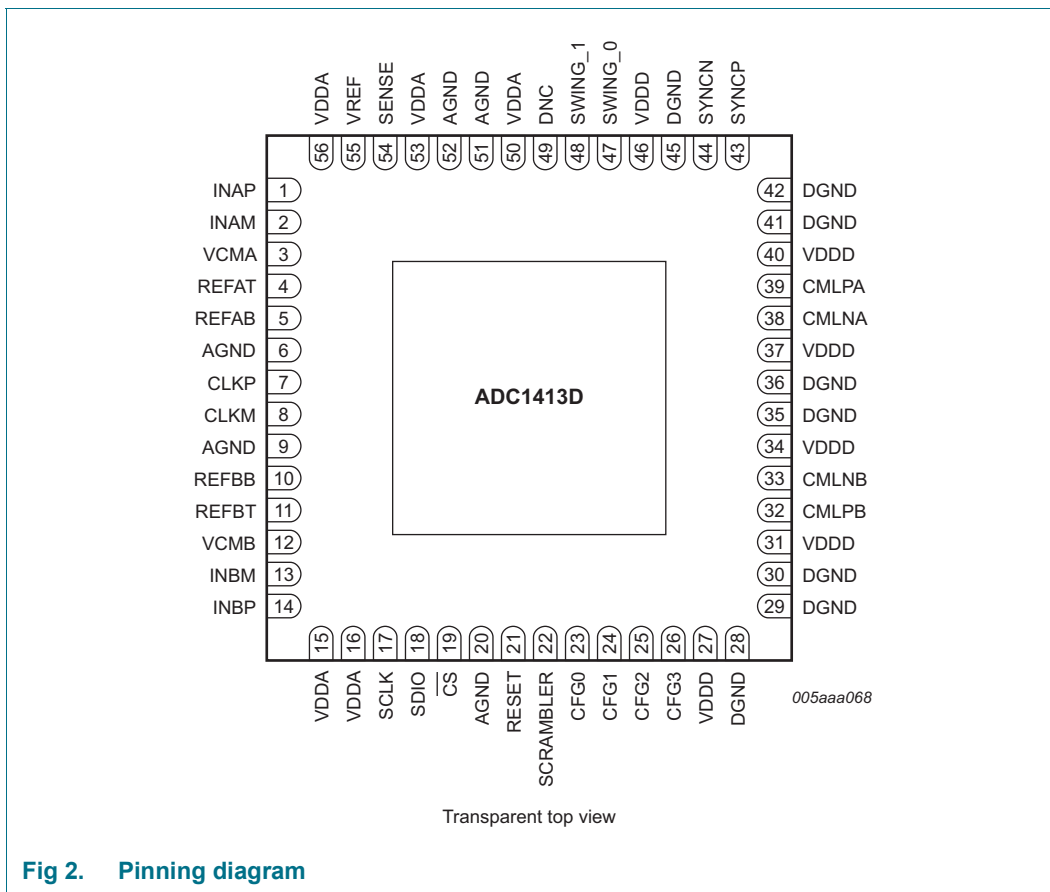 VDDA
VREF
SENSE
VDDA
AGND
AGND
VDDA
DNC
SWING_1
SWING_0
VDDD
DGND
SYNCN
SYNCP
56 55 54 53 52 51 50 49 48 47 46 45 44 43
INAP 1
INAM 2
VCMA 3
REFAT 4
REFAB 5
AGND 6
CLKP 7
CLKM 8
AGND 9
REFBB 10
REFBT 11
VCMB 12
INBM 13
INBP 14
ADC1413D
42 DGND
41 DGND
40 VDDD
39 CMLPA
38 CMLNA
37 VDDD
36 DGND
35 DGND
34 VDDD
33 CMLNB
32 CMLPB
31 VDDD
30 DGND
29 DGND
15 16 17 18 19 20 21 22 23 24 25 26 27 28
VDDA
VDDA
SCLK
SDIO
CS
AGND
RESET
SCRAMBLER
CFG0
CFG1
CFG2
CFG3
VDDD
DGND
005aaa068
Transparent top view
Fig 2. Pinning diagram